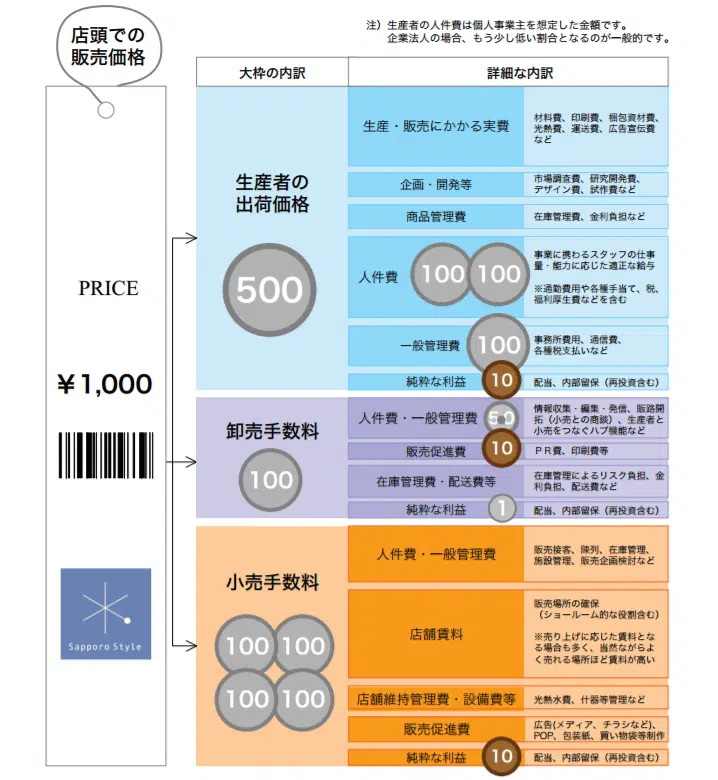 注）生産者の人件費は個人事業主を想定した金額です。
企業法人の場合、もう少し低い割合となるのが一般的です。
店頭での
販売価格
PRICE
¥1,000
Sapporo Style
大枠の内訳
詳細な内訳
生産者の
出荷価格
500
生産・販売にかかる実費
材料費、印刷費、梱包資材費、
光熱費、運送費、広告宣伝費
など
企画・開発等
市場調査費、研究開発費、
デザイン費、試作費など
商品管理費
在庫管理費、金利負担など
人件費
100
100
事業に携わるスタッフの仕事
量・能力に応じた適正な給与
※通勤費用や各種手当て、税、
福利厚生費などを含む
一般管理費
100
事務所費用、通信費、
各種税支払いなど
純粋な利益
10
配当、内部留保（再投資含む）
卸売手数料
100
人件費・一般管理費
50
情報収集・編集・発信、販路開
拓（小売との商談）、生産者と
小売をつなぐハブ機能など
販売促進費
10
ＰＲ費、印刷費等
在庫管理費・配送費等
在庫管理によるリスク負担、金
利負担、配送費など
純粋な利益
1
配当、内部留保（再投資含む）
小売手数料
100
100
100
100
人件費・一般管理費
販売接客、陳列、在庫管理、
施設管理、販売企画検討など
店舗賃料
販売場所の確保
（ショールーム的な役割含む）
※売り上げに応じた賃料とな
る場合も多く、当然ながらよ
く売れる場所ほど賃料が高い
店舗維持管理費・設備費等
光熱水費、什器等管理など
販売促進費
広告(メディア、チラシなど)、
POP、包装紙、買い物袋等制作
純粋な利益
10
配当、内部留保（再投資含む）